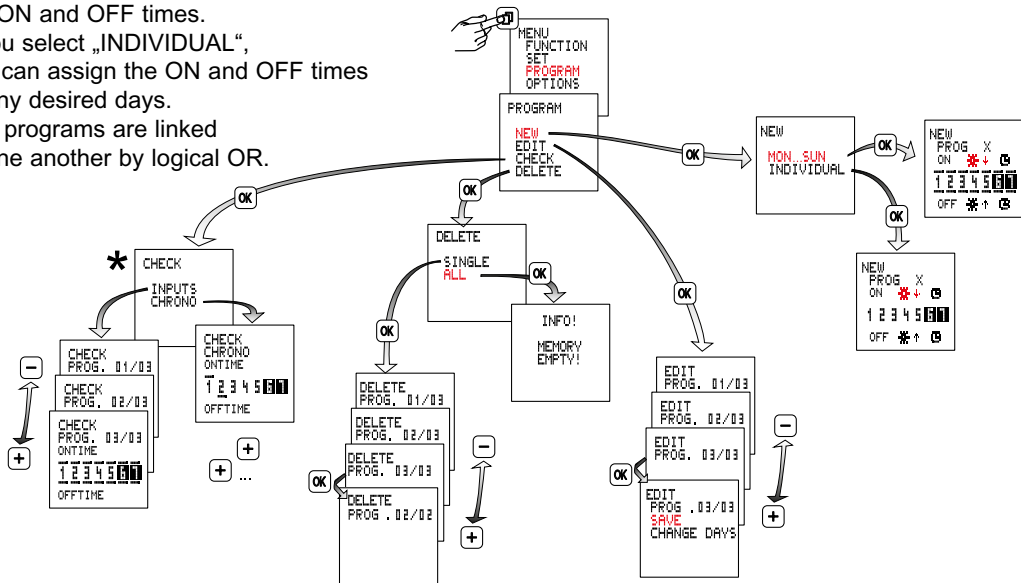 ON and OFF times.
u select „INDIVIDUAL“,
can assign the ON and OFF times
ny desired days.
programs are linked
ne another by logical OR.
MENU
FUNCTION
SET
PROGRAM
OPTIONS
PROGRAM
NEW
EDIT
CHECK
DELETE
OK
OK
OK
OK
NEW
MON...SUN
INDIVIDUAL
OK
OK
NEW
PROG X
ON ↓
1 2 3 4 5 6 7
OFF ↑
NEW
PROG X
ON ↓
1 2 3 4 5 6 7
OFF ↑
* CHECK
INPUTS
CHRONO
CHECK
PROG. 01/03
CHECK
PROG. 02/03
CHECK
PROG. 03/03
ONTIME
1 2 3 4 5 6 7
OFFTIME
−
+
CHECK
CHRONO
ONTIME
1 2 3 4 5 6 7
OFFTIME
+
+ ...
DELETE
SINGLE
ALL
OK
OK
INFO!
MEMORY
EMPTY!
DELETE
PROG. 01/03
DELETE
PROG. 02/03
DELETE
PROG. 03/03
OK
DELETE
PROG .02/02
−
+
EDIT
PROG. 01/03
EDIT
PROG. 02/03
EDIT
PROG. 03/03
OK
EDIT
PROG .03/03
SAVE
CHANGE DAYS
−
+